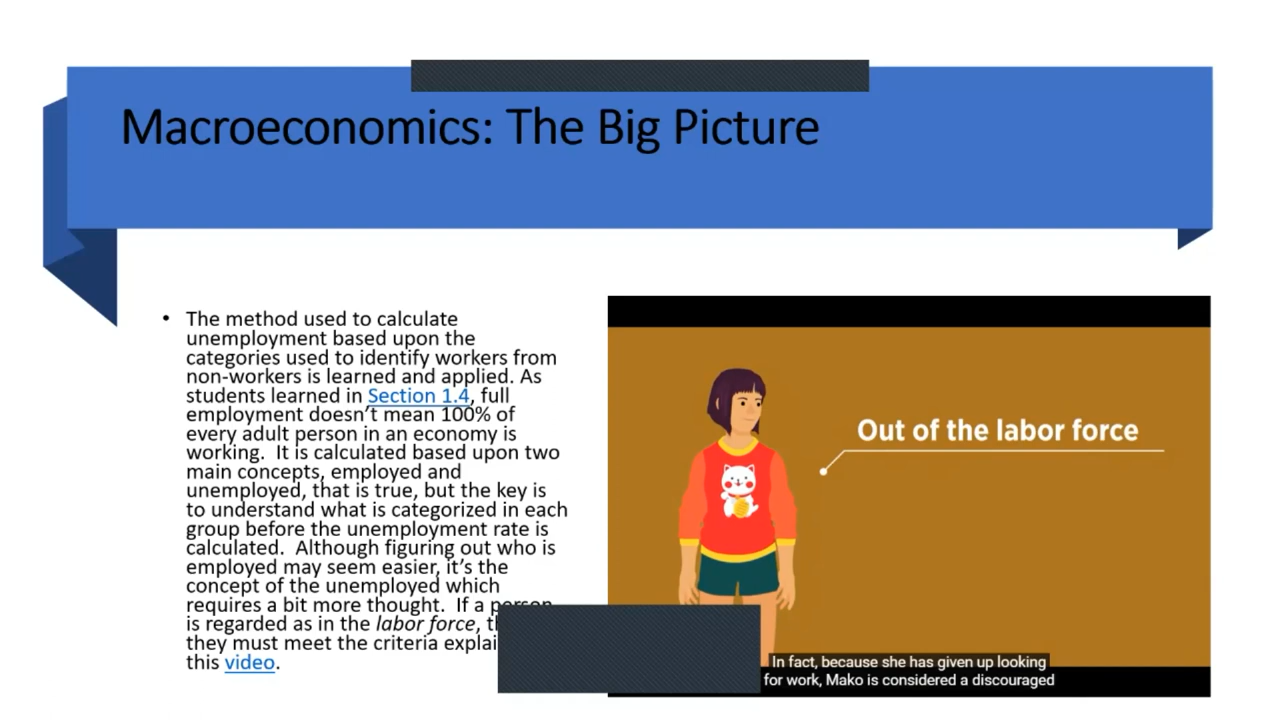 Macroeconomics: The Big Picture
• The method used to calculate
unemployment based upon the
categories used to identify workers from
non-workers is learned and applied. As
students learned in Section 1.4, full
employment doesn't mean 100% of
every adult person in an economy is
working. It is calculated based upon two
main concepts, employed and
unemployed, that is true, but the key is
to understand what is categorized in each
group before the unemployment rate is
calculated. Although figuring out who is
employed may seem easier, it's the
concept of the unemployed which
requires a bit more thought. If a person
is regarded as in the labor force,
they must meet the criteria
this video.
Out of the labor force
In fact, because she has given up looking
for work, Mako is considered a discouraged